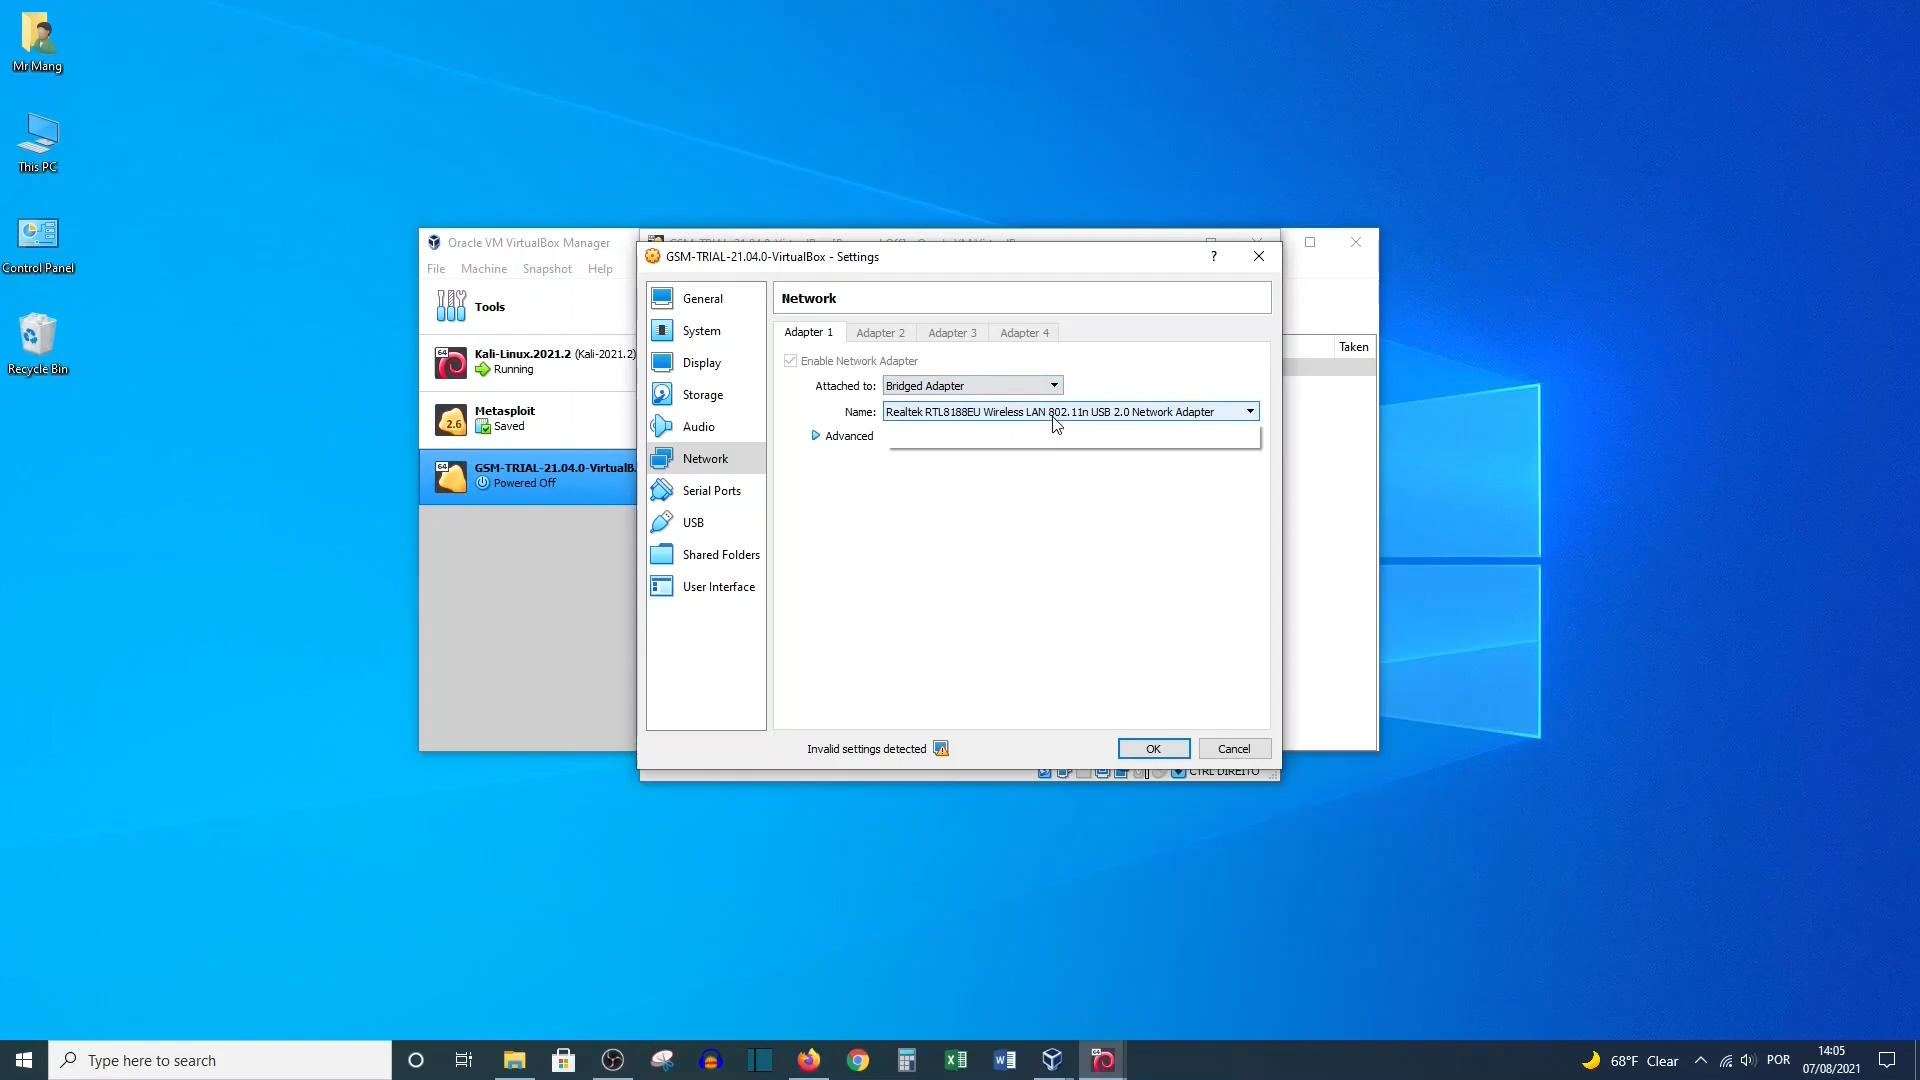 Mr Mang
This PC
Control Panel
Recycle Bin
Oracle VM VirtualBox Manager
File Machine Snapshot Help
Tools
64
Kali-Linux.2021.2 (Kali-2021.2)
Running
2.6
Metasploit
Saved
64
GSM-TRIAL-21.04.0-VirtualB
Powered Off
Taken
GSM-TRIAL-21.04.0-VirtualBox - Settings
?
General
System
Display
Storage
Audio
Network
Serial Ports
USB
Shared Folders
User Interface
Network
Adapter 1 Adapter 2 Adapter 3 Adapter 4
Enable Network Adapter
Attached to: Bridged Adapter
Name: Realtek RTL8188EU Wireless LAN 802.11n USB 2.0 Network Adapter
Advanced
Invalid settings detected
OK Cancel
CTRL DIREITO
Type here to search
68°F Clear
POR
14:05
07/08/2021